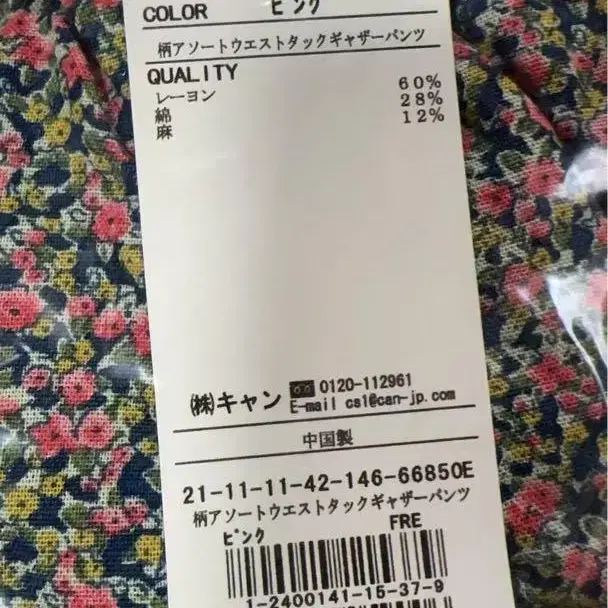 COLOR ピンク
柄アソートウエストタックギャザーパンツ
QUALITY
レーヨン 60%
綿 28%
麻 12%
㈱キャン 0120-112961
E-mail cs1@can-jp.com
中国製
21-11-11-42-146-66850E
柄アソートウエストタックギャザーパンツ
ピンク FRE
1-2400141-15-37-9